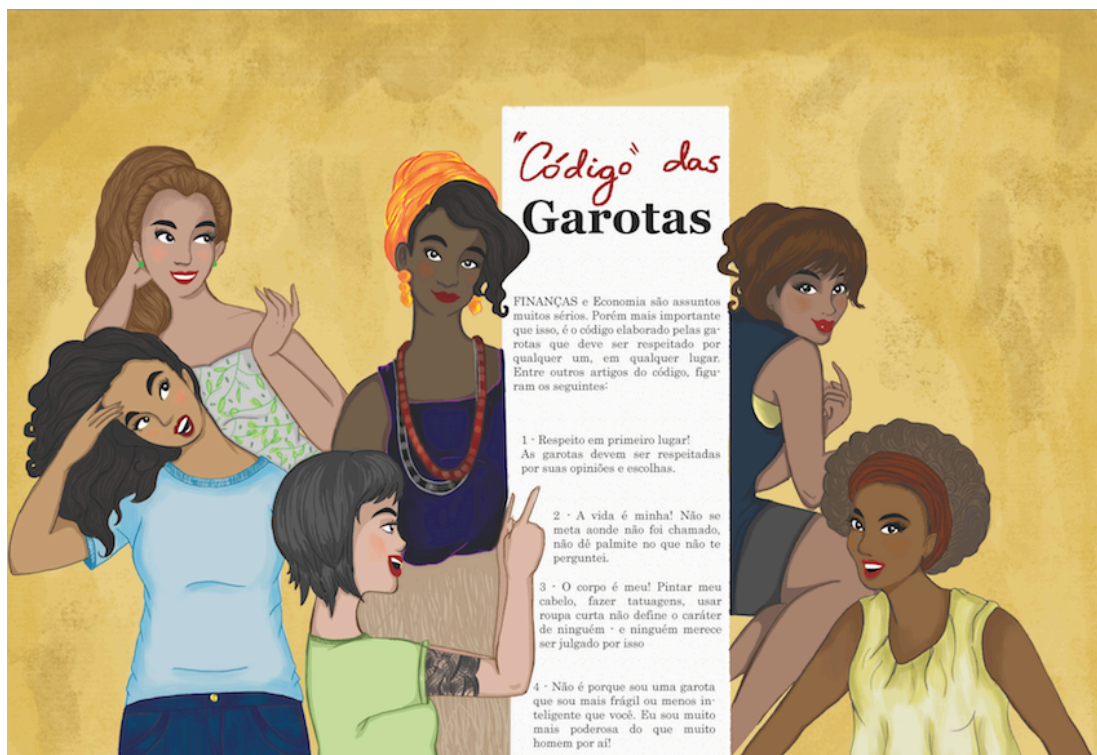 "Código" das
Garotas
FINANÇAS e Economia são assuntos
muitos sérios. Porém mais importante
que isso, é o código elaborado pelas ga-
rotas que deve ser respeitado por
qualquer um, em qualquer lugar.
Entre outros artigos do código, figu-
ram os seguintes:
1 - Respeito em primeiro lugar!
As garotas devem ser respeitadas
por suas opiniões e escolhas.
2 - A vida é minha! Não se
meta aonde não foi chamado,
não dê palmite no que não te
perguntei.
3 - O corpo é meu! Pintar meu
cabelo, fazer tatuagens, usar
roupa curta não define o caráter
de ninguém - e ninguém merece
ser julgado por isso
4 - Não é porque sou uma garota
que sou mais frágil ou menos in-
teligente que você. Eu sou muito
mais poderosa do que muito
homem por aí!